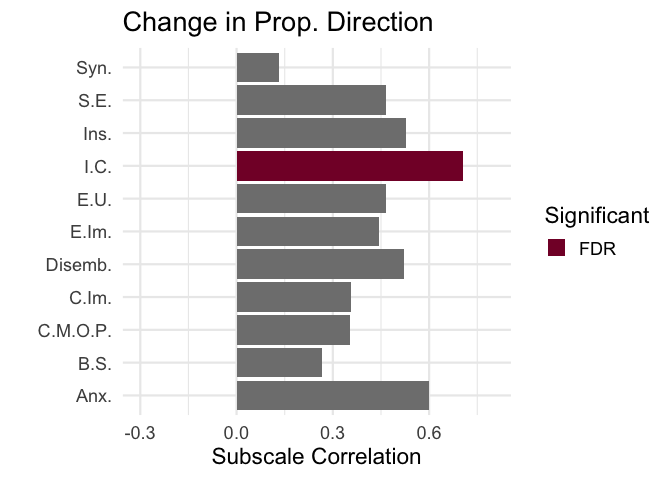 Change in Prop. Direction
Syn.
S.E.
Ins.
I.C.
E.U.
E.Im.
Disemb.
C.Im.
C.M.O.P.
B.S.
Anx.
-0.3 0.0 0.3 0.6
Subscale Correlation
Significant
FDR